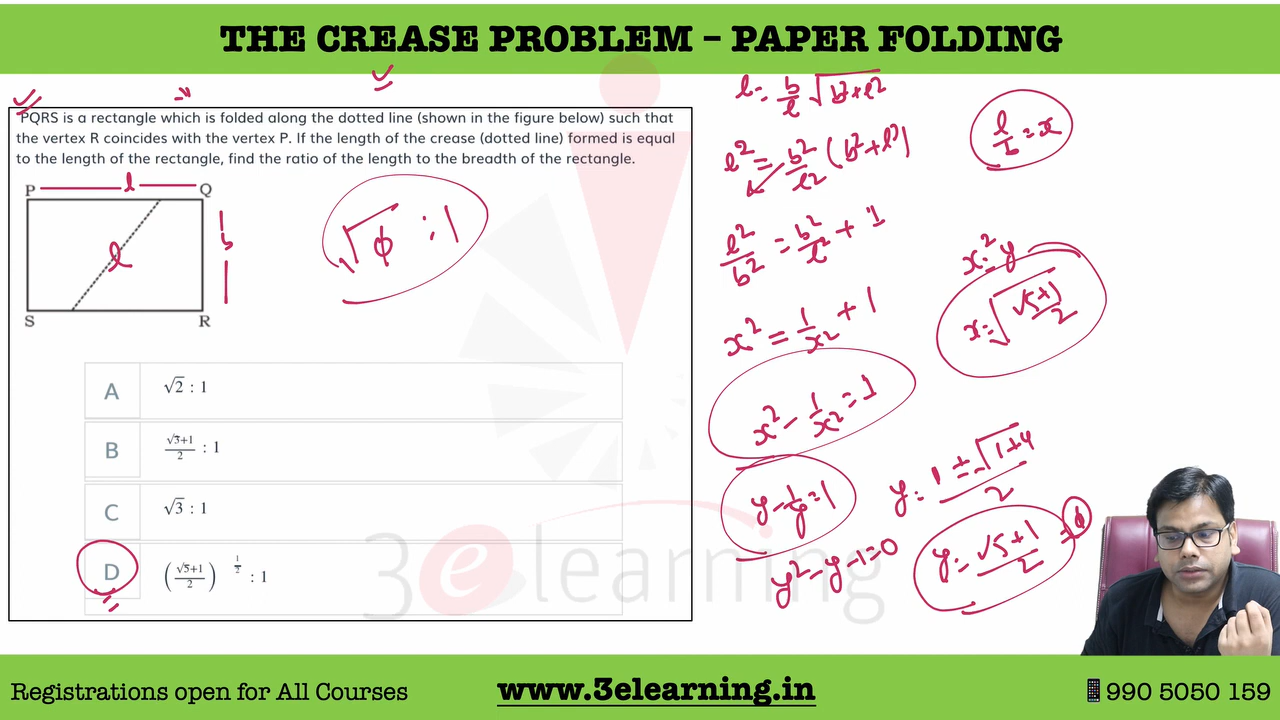 THE CREASE PROBLEM – PAPER FOLDING
PQRS is a rectangle which is folded along the dotted line (shown in the figure below) such that
the vertex R coincides with the vertex P. If the length of the crease (dotted line) formed is equal
to the length of the rectangle, find the ratio of the length to the breadth of the rectangle.
P l Q
l
b
S R
√ϕ : 1
A √2 : 1
B (√3+1)/2 : 1
C √3 : 1
D ((√5+1)/2)^(1/2) : 1
l = b/l √(b²+l²)
l² = b²/l² (b²+l²)
l²/b² = b²/l² + 1
x² = 1/x² + 1
x² - 1/x² = 1
y - 1/y = 1
y² - y - 1 = 0
l/b = x
x² = y
x = √((√5+1)/2)
y = (1 ± √(1+4))/2
y = (√5+1)/2 = ϕ
3elearning
Registrations open for All Courses
www.3elearning.in
990 5050 159